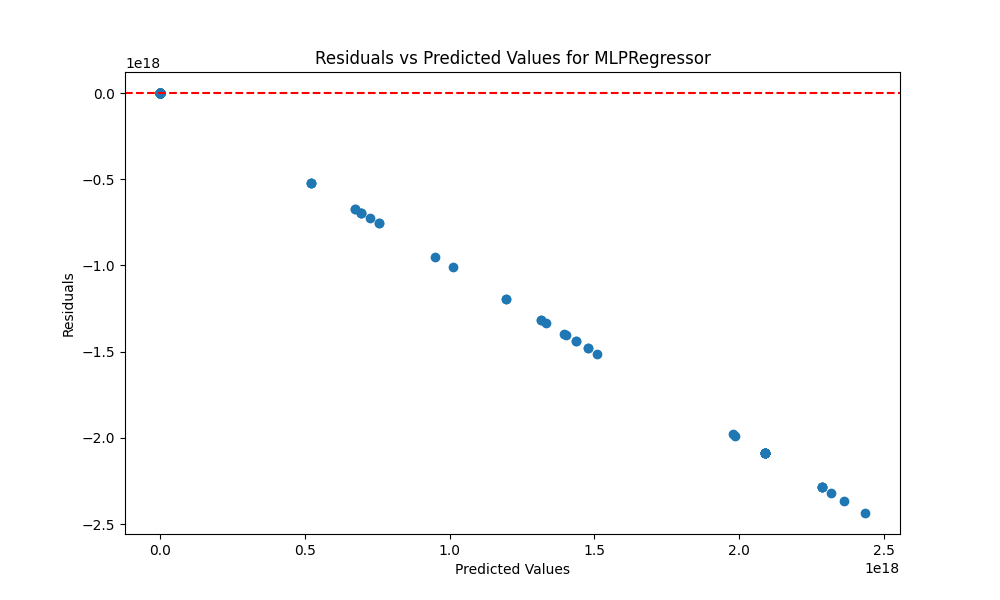 Residuals vs Predicted Values for MLPRegressor
1e18
0.0
−0.5
−1.0
−1.5
−2.0
−2.5
Residuals
0.0 0.5 1.0 1.5 2.0 2.5
1e18
Predicted Values